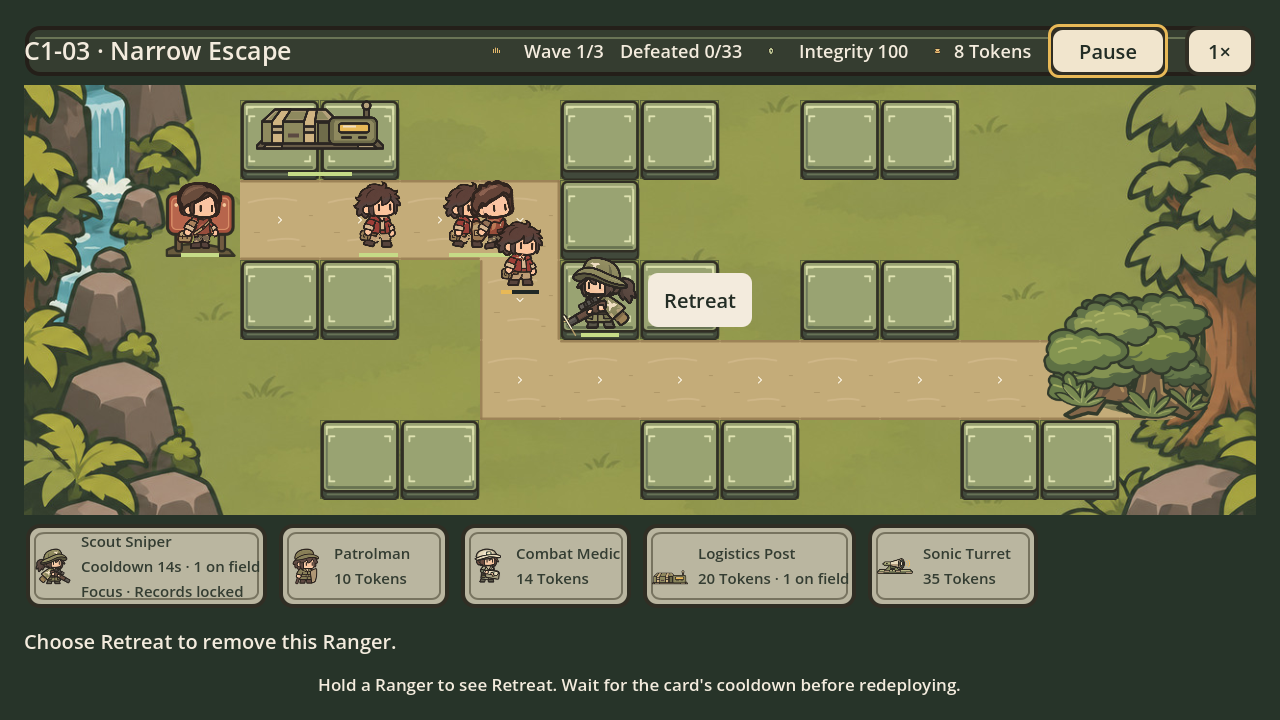 C1-03 · Narrow Escape
Wave 1/3
Defeated 0/33
Integrity 100
8 Tokens
Pause
1×
Retreat
Scout Sniper
Cooldown 14s · 1 on field
Focus · Records locked
Patrolman
10 Tokens
Combat Medic
14 Tokens
Logistics Post
20 Tokens · 1 on field
Sonic Turret
35 Tokens
Choose Retreat to remove this Ranger.
Hold a Ranger to see Retreat. Wait for the card's cooldown before redeploying.